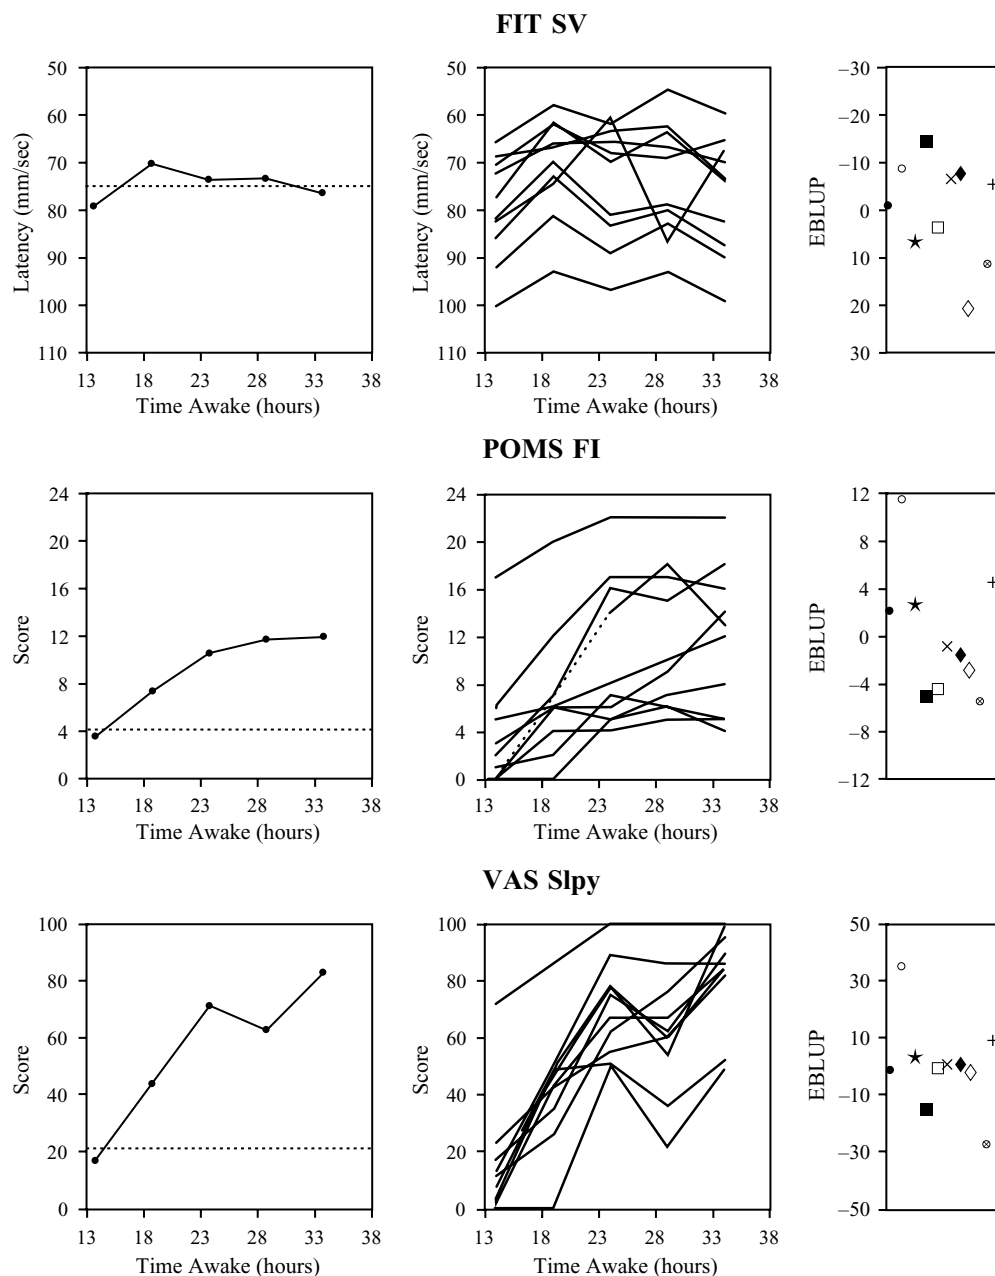 FIT SV
50
60
70
80
90
100
110
Latency (mm/sec)
13 18 23 28 33 38
Time Awake (hours)
50
60
70
80
90
100
110
Latency (mm/sec)
13 18 23 28 33 38
Time Awake (hours)
–30
–20
–10
0
10
20
30
EBLUP
POMS FI
24
20
16
12
8
4
0
Score
13 18 23 28 33 38
Time Awake (hours)
24
20
16
12
8
4
0
Score
13 18 23 28 33 38
Time Awake (hours)
12
8
4
0
–4
–8
–12
EBLUP
VAS Slpy
100
80
60
40
20
0
Score
13 18 23 28 33 38
Time Awake (hours)
100
80
60
40
20
0
Score
13 18 23 28 33 38
Time Awake (hours)
50
30
10
–10
–30
–50
EBLUP